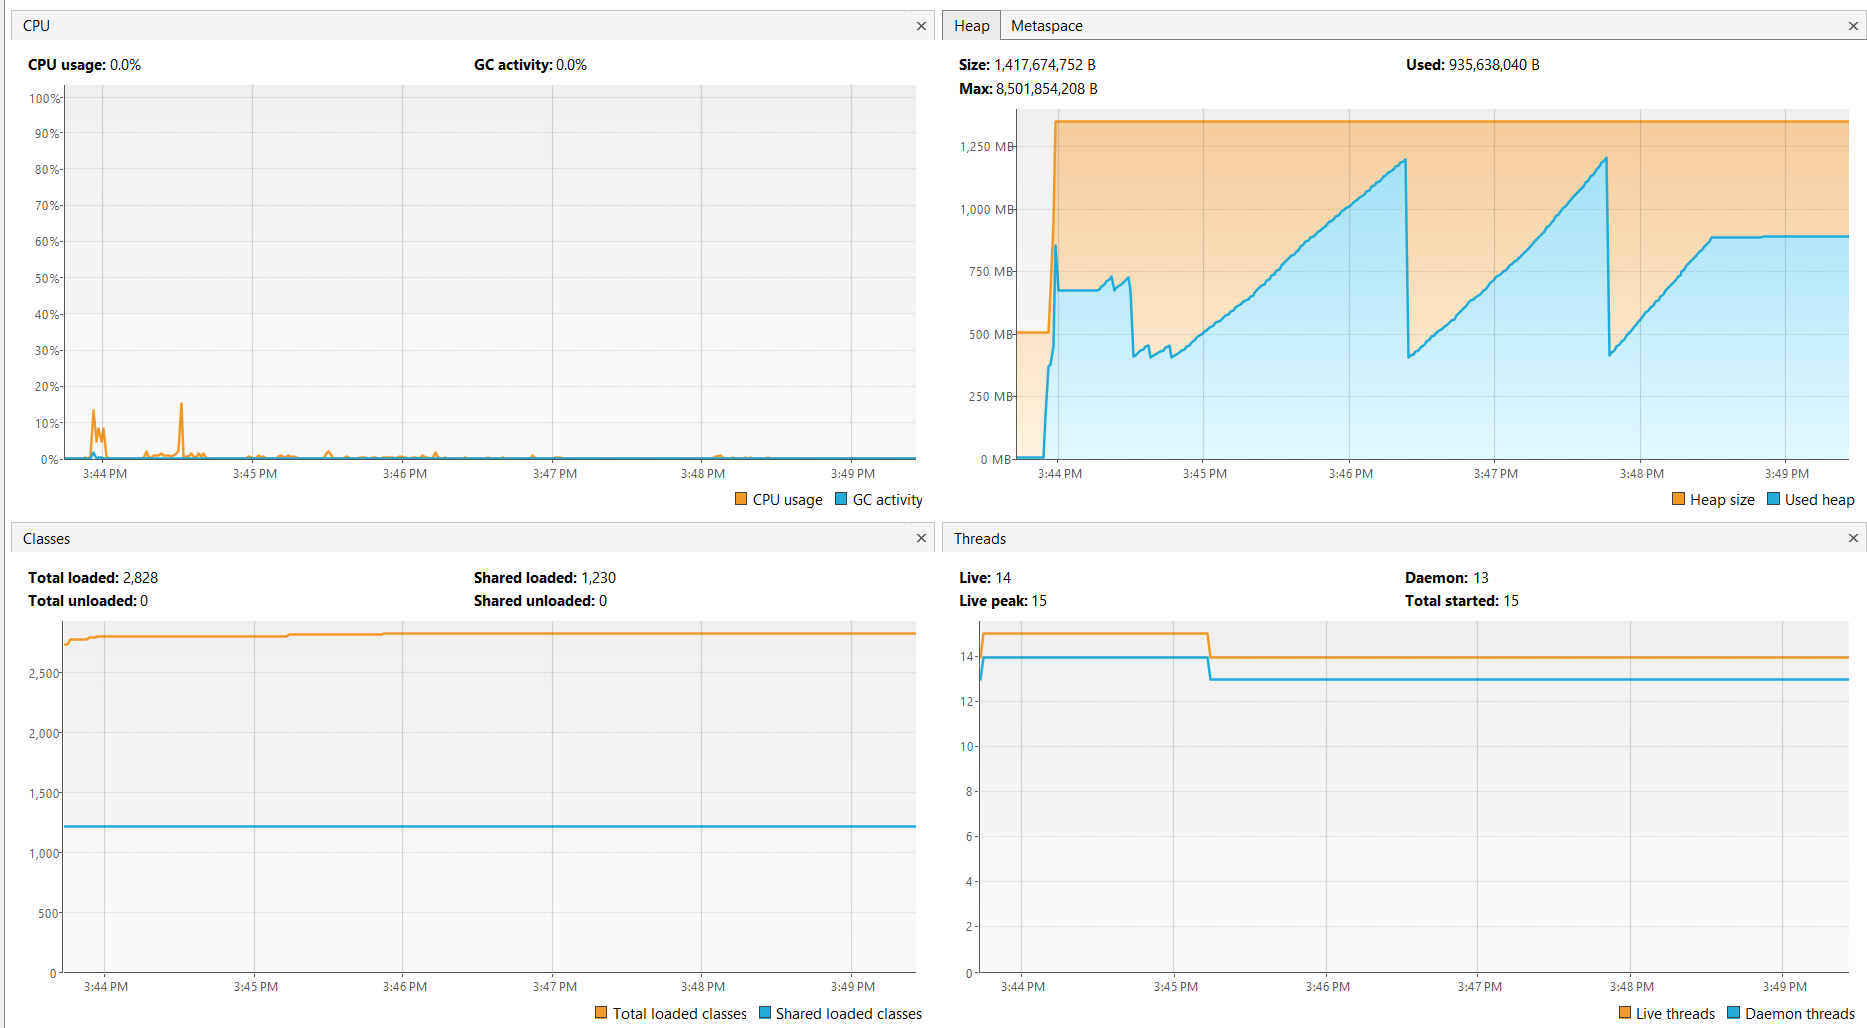 CPU ×
CPU usage: 0.0% GC activity: 0.0%
100%
90%
80%
70%
60%
50%
40%
30%
20%
10%
0%
3:44 PM 3:45 PM 3:46 PM 3:47 PM 3:48 PM 3:49 PM
CPU usage GC activity
Heap Metaspace ×
Size: 1,417,674,752 B Used: 935,638,040 B
Max: 8,501,854,208 B
1,250 MB
1,000 MB
750 MB
500 MB
250 MB
0 MB
3:44 PM 3:45 PM 3:46 PM 3:47 PM 3:48 PM 3:49 PM
Heap size Used heap
Classes ×
Total loaded: 2,828 Shared loaded: 1,230
Total unloaded: 0 Shared unloaded: 0
2,500
2,000
1,500
1,000
500
0
3:44 PM 3:45 PM 3:46 PM 3:47 PM 3:48 PM 3:49 PM
Total loaded classes Shared loaded classes
Threads ×
Live: 14 Daemon: 13
Live peak: 15 Total started: 15
14
12
10
8
6
4
2
0
3:44 PM 3:45 PM 3:46 PM 3:47 PM 3:48 PM 3:49 PM
Live threads Daemon threads